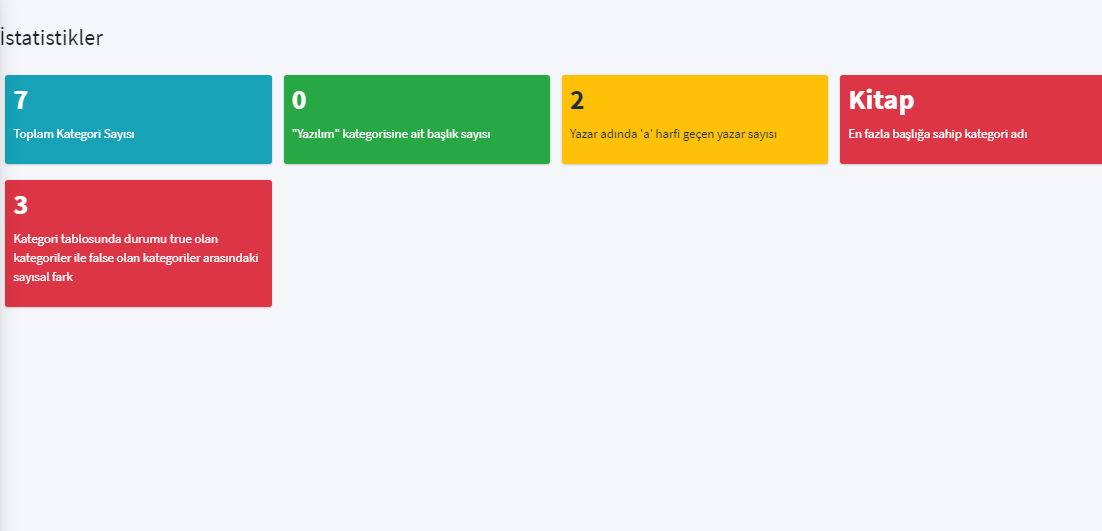 İstatistikler
7
Toplam Kategori Sayısı
0
"Yazılım" kategorisine ait başlık sayısı
2
Yazar adında 'a' harfi geçen yazar sayısı
Kitap
En fazla başlığa sahip kategori adı
3
Kategori tablosunda durumu true olan
kategoriler ile false olan kategoriler arasındaki
sayısal fark